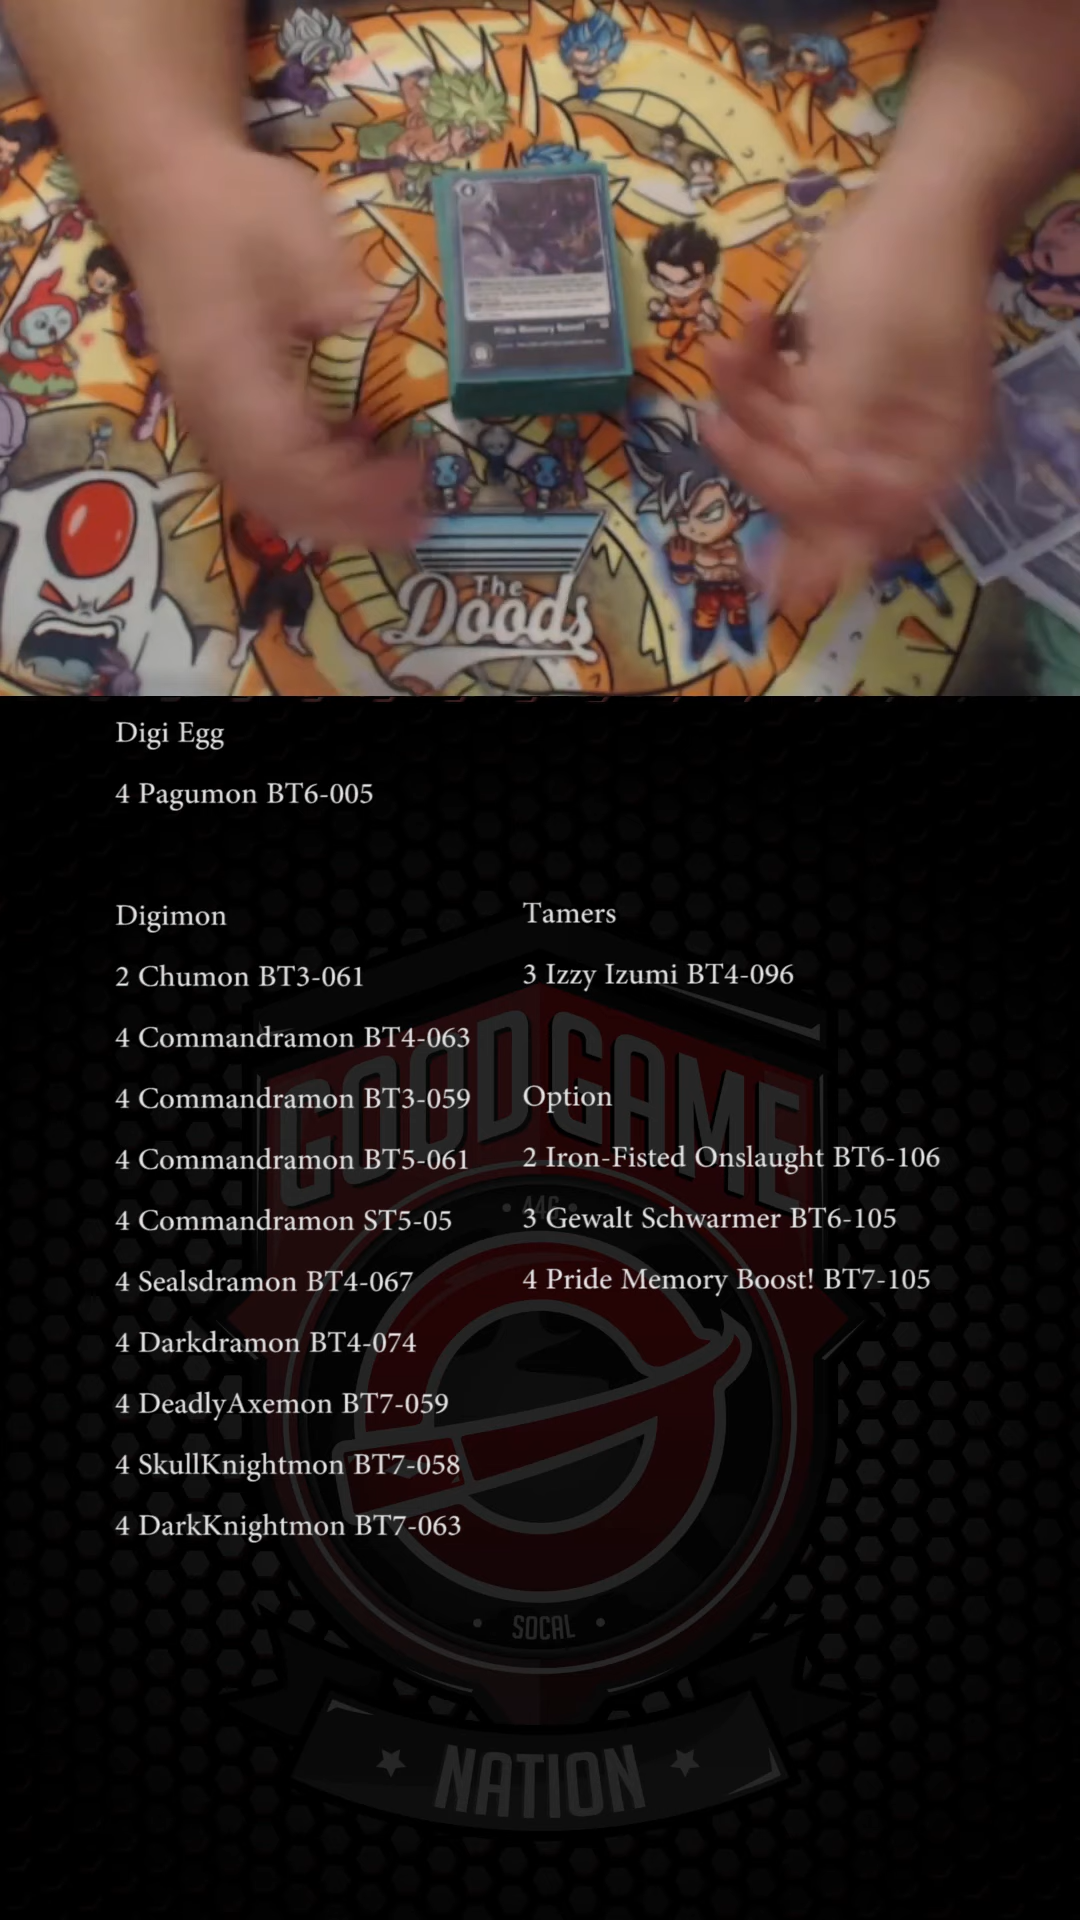 Pride Memory Boost!
The
Doods
Digi Egg
4 Pagumon BT6-005
Digimon
2 Chumon BT3-061
4 Commandramon BT4-063
4 Commandramon BT3-059
4 Commandramon BT5-061
4 Commandramon ST5-05
4 Sealsdramon BT4-067
4 Darkdramon BT4-074
4 DeadlyAxemon BT7-059
4 SkullKnightmon BT7-058
4 DarkKnightmon BT7-063
Tamers
3 Izzy Izumi BT4-096
Option
2 Iron-Fisted Onslaught BT6-106
3 Gewalt Schwarmer BT6-105
4 Pride Memory Boost! BT7-105
GOODGAME
SOCAL
NATION